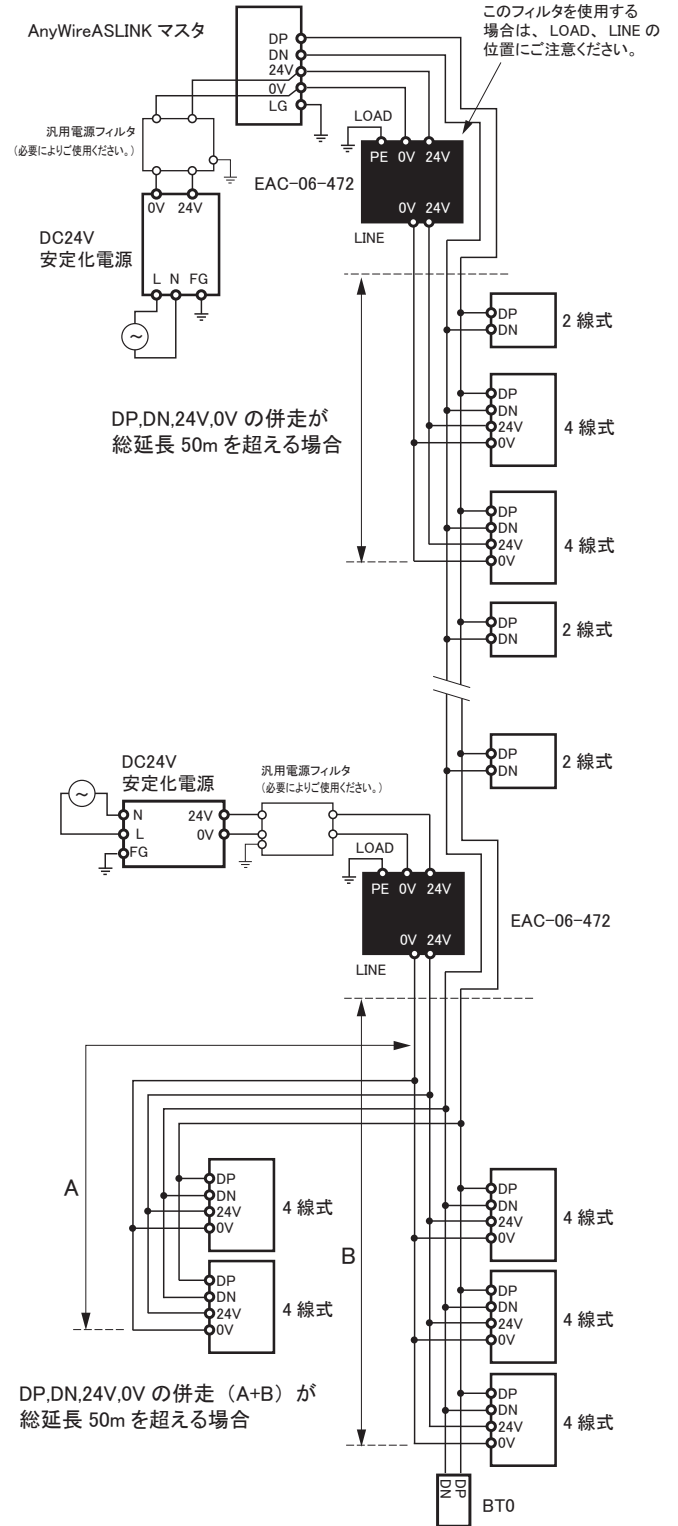 このフィルタを使用する
場合は、LOAD、LINE の
位置にご注意ください。
AnyWireASLINK マスタ
DP
DN
24V
0V
LG
汎用電源フィルタ
(必要によりご使用ください。)
LOAD
PE 0V 24V
EAC-06-472
0V 24V
LINE
0V 24V
DC24V
安定化電源
L N FG
~
DP
DN
2 線式
DP,DN,24V,0V の併走が
総延長 50m を超える場合
DP
DN
24V
0V
4 線式
DP
DN
24V
0V
4 線式
DP
DN
2 線式
DP
DN
2 線式
DC24V
安定化電源
汎用電源フィルタ
(必要によりご使用ください。)
~
N
L
FG
24V
0V
LOAD
PE 0V 24V
EAC-06-472
0V 24V
LINE
A
DP
DN
24V
0V
4 線式
DP
DN
24V
0V
4 線式
B
DP
DN
24V
0V
4 線式
DP
DN
24V
0V
4 線式
DP
DN
24V
0V
4 線式
DP,DN,24V,0V の併走（A+B）が
総延長 50m を超える場合
DP
DN
BT0